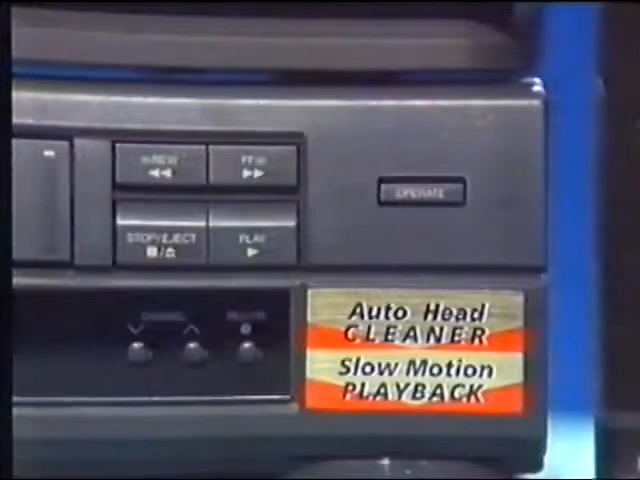 REW
FF
OPERATE
STOP/EJECT
PLAY
Auto Head
CLEANER
Slow Motion
PLAYBACK